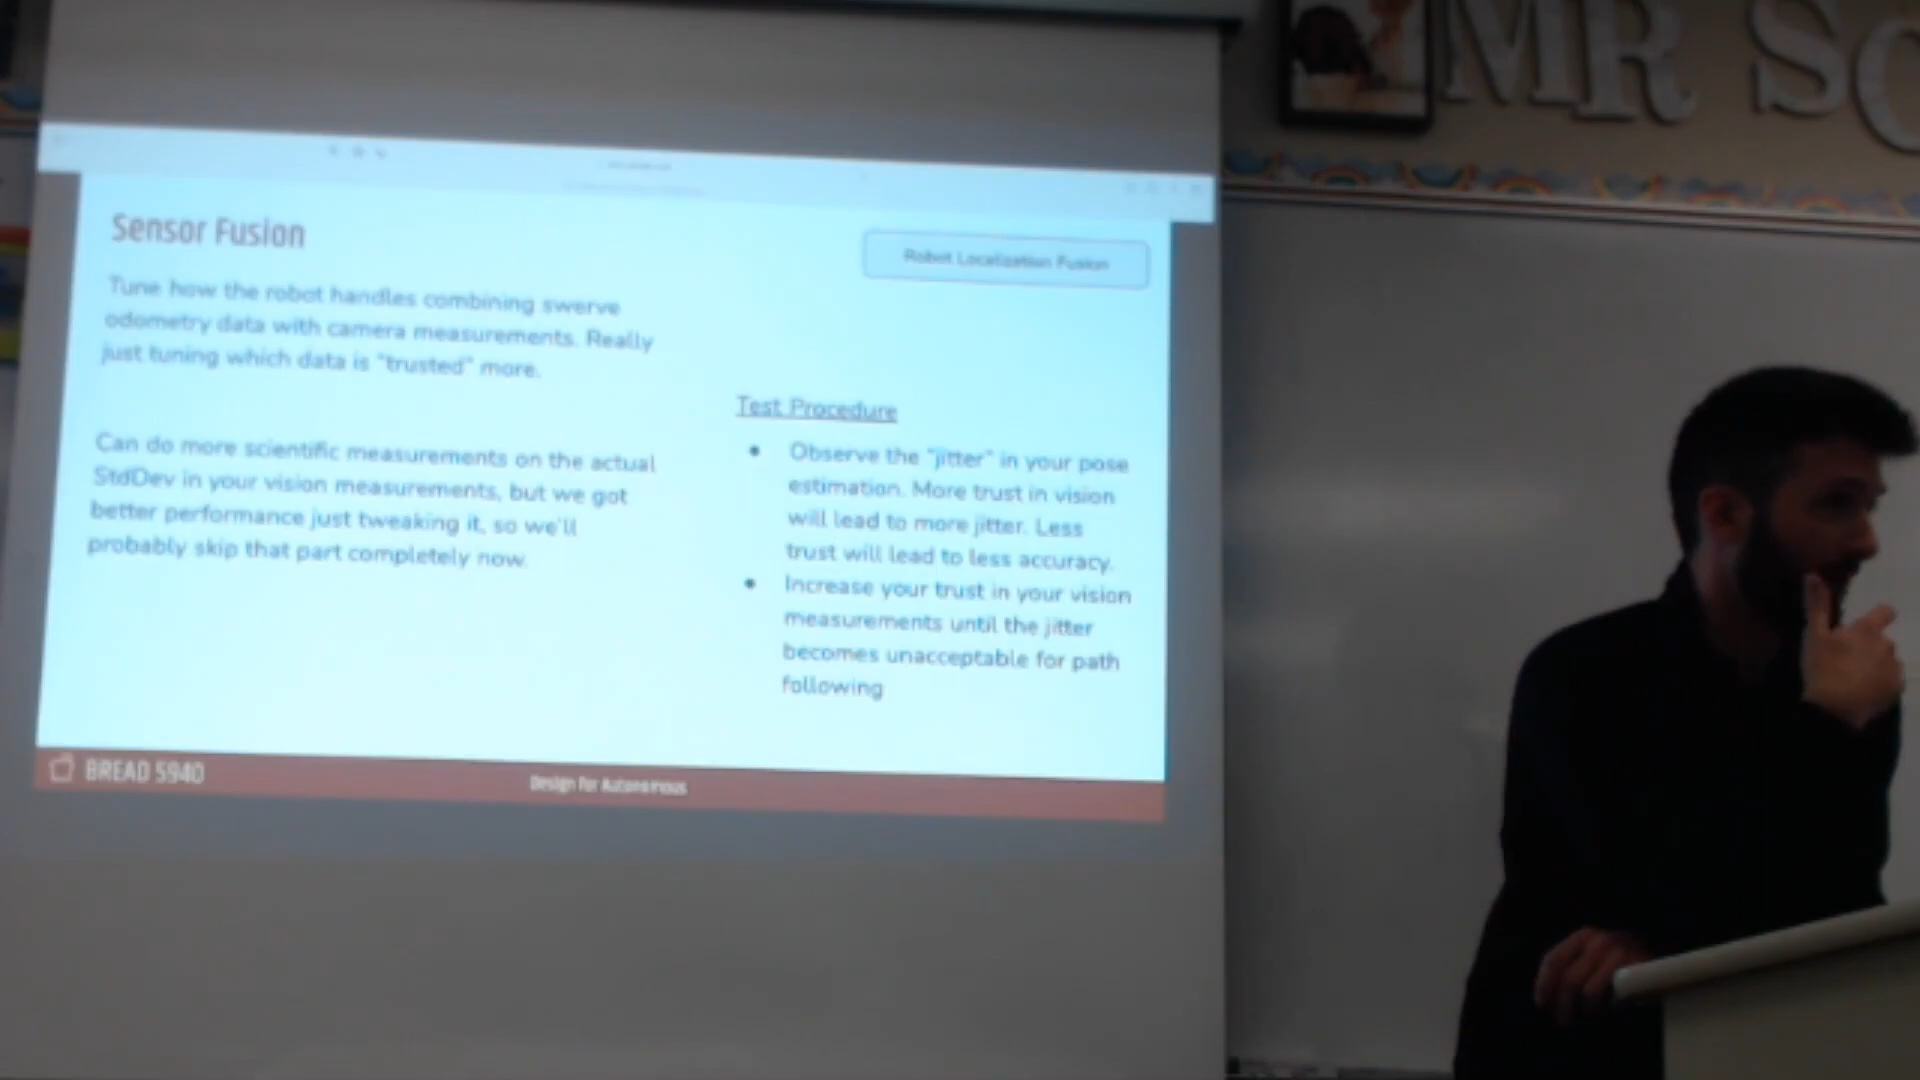 MR SC
Sensor Fusion
Robot Localization Fusion
Tune how the robot handles combining swerve
odometry data with camera measurements. Really
just tuning which data is "trusted" more.
Can do more scientific measurements on the actual
StdDev in your vision measurements, but we got
better performance just tweaking it, so we'll
probably skip that part completely now.
Test Procedure
• Observe the "jitter" in your pose
estimation. More trust in vision
will lead to more jitter. Less
trust will lead to less accuracy.
• Increase your trust in your vision
measurements until the jitter
becomes unacceptable for path
following
BREAD 5940
Design for Autonomous